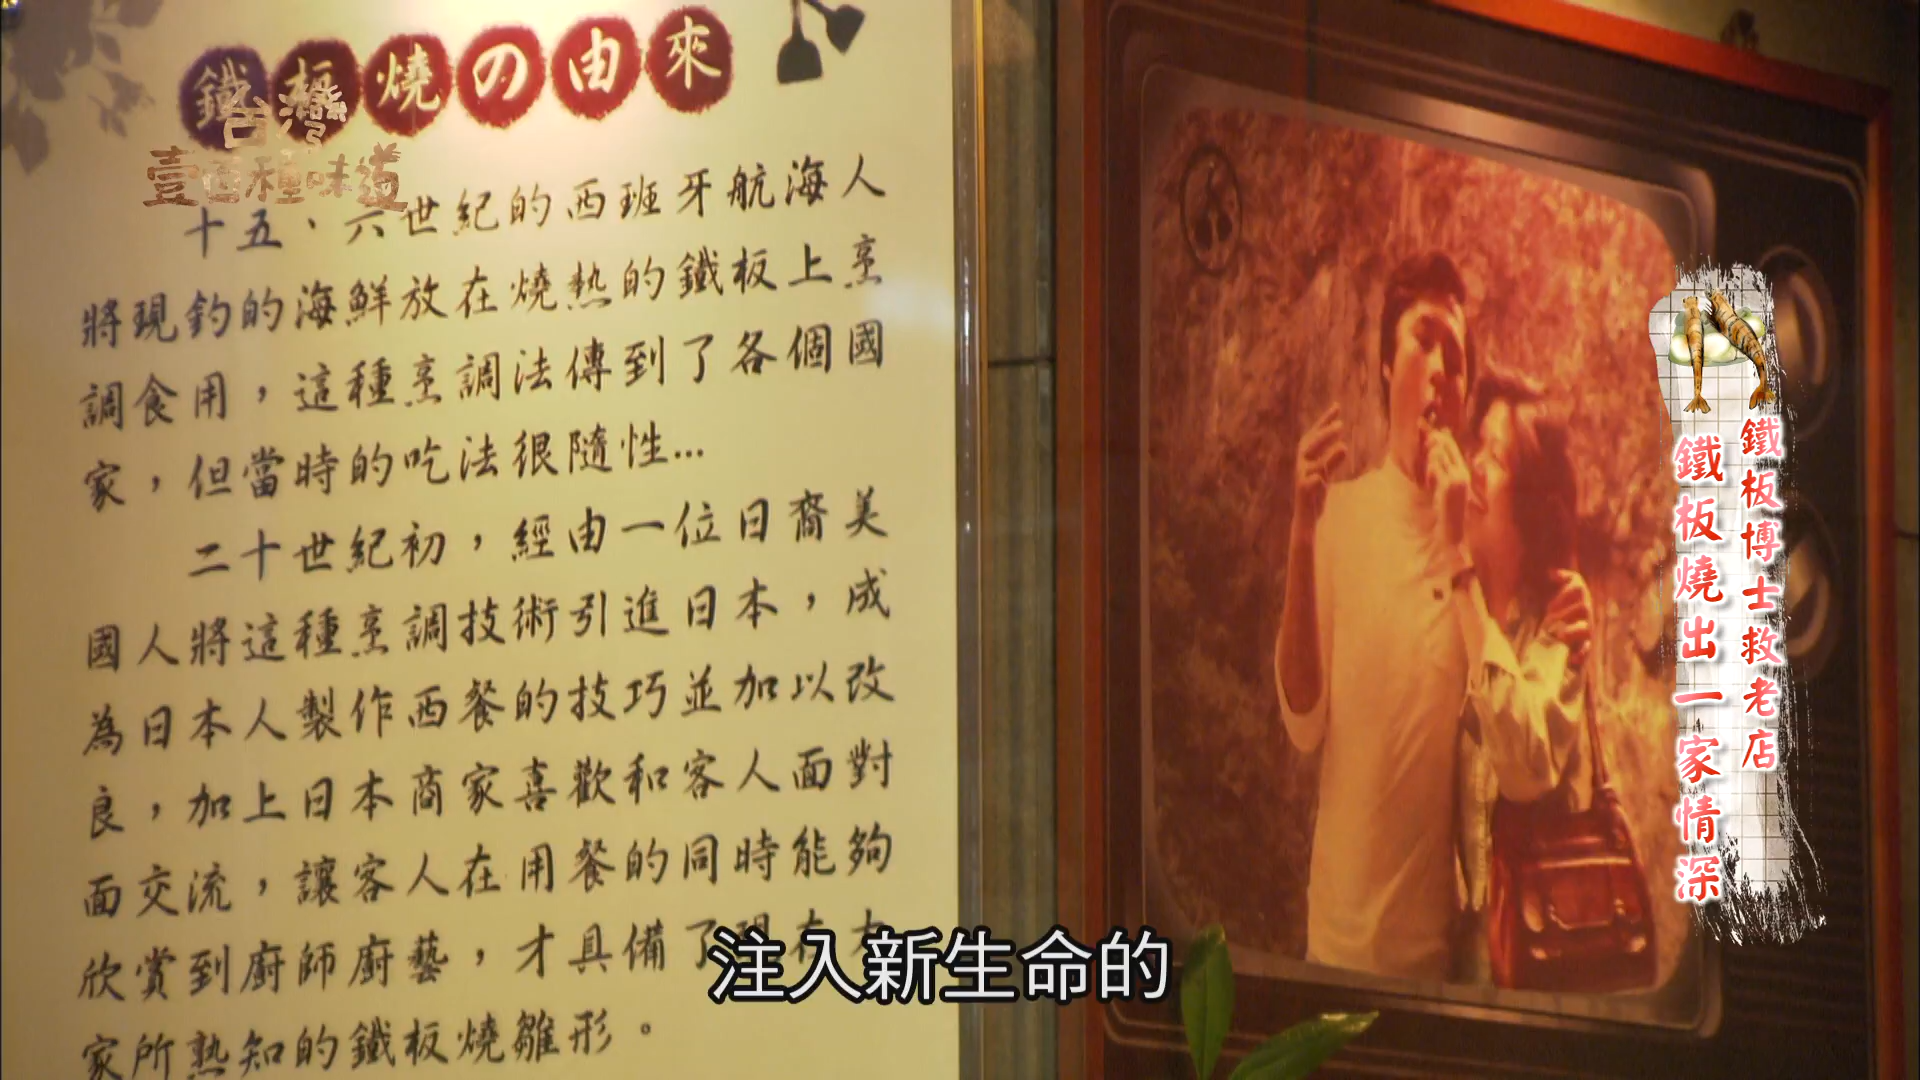 鐵板燒の由來
台灣
壹百種味道
十五、六世紀的西班牙航海人
將現釣的海鮮放在燒熱的鐵板上烹
調食用，這種烹調法傳到了各個國
家，但當時的吃法很隨性...
二十世紀初，經由一位日裔美
國人將這種烹調技術引進日本，成
為日本人製作西餐的技巧並加以改
良，加上日本商家喜歡和客人面對
面交流，讓客人在用餐的同時能夠
欣賞到廚師廚藝，才具備了現在大
家所熟知的鐵板燒雛形。
鐵板博士救老店
鐵板燒出一家情深
注入新生命的